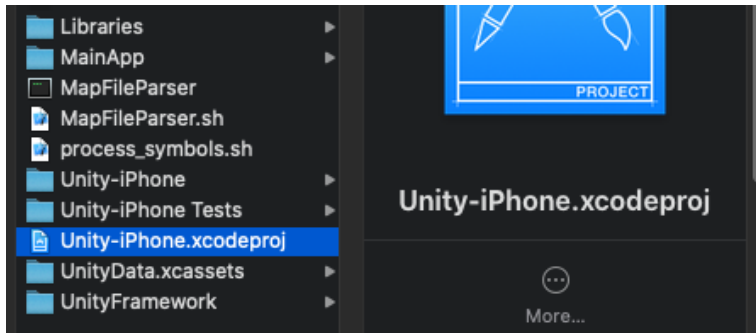 Libraries
MainApp
MapFileParser
MapFileParser.sh
process_symbols.sh
Unity-iPhone
Unity-iPhone Tests
Unity-iPhone.xcodeproj
UnityData.xcassets
UnityFramework
PROJECT
Unity-iPhone.xcodeproj
More...